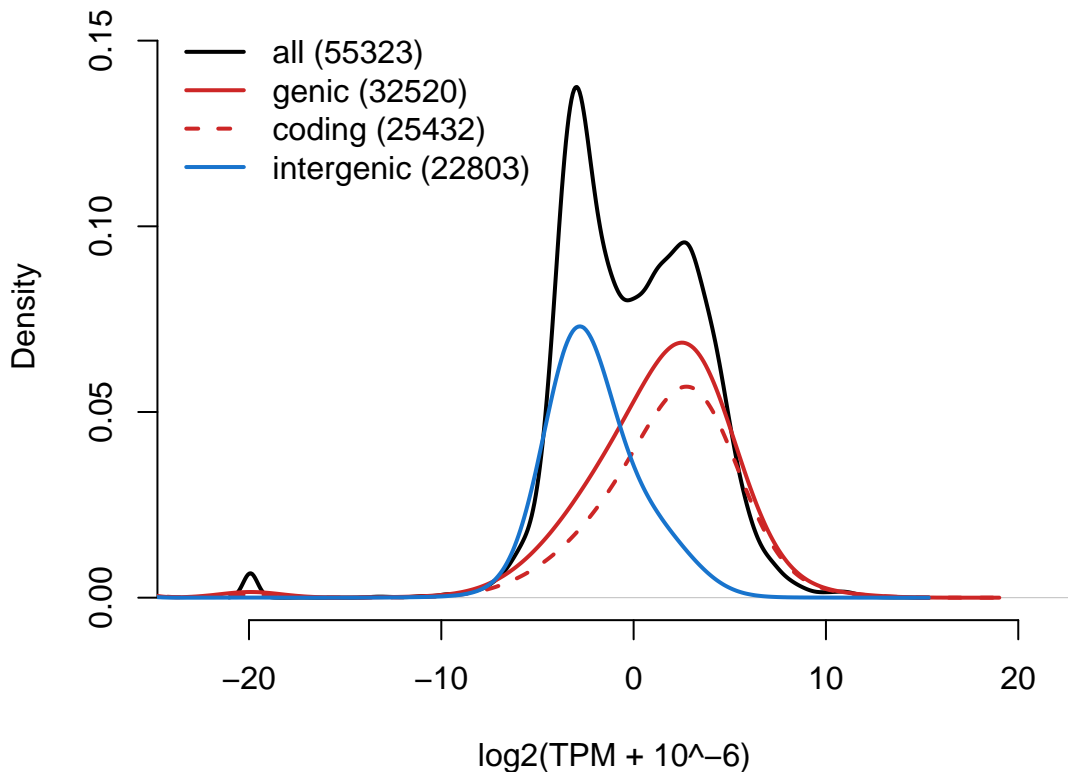 all (55323)
genic (32520)
coding (25432)
intergenic (22803)
Density
0.15
0.10
0.05
0.00
−20
−10
0
10
20
log2(TPM + 10^−6)